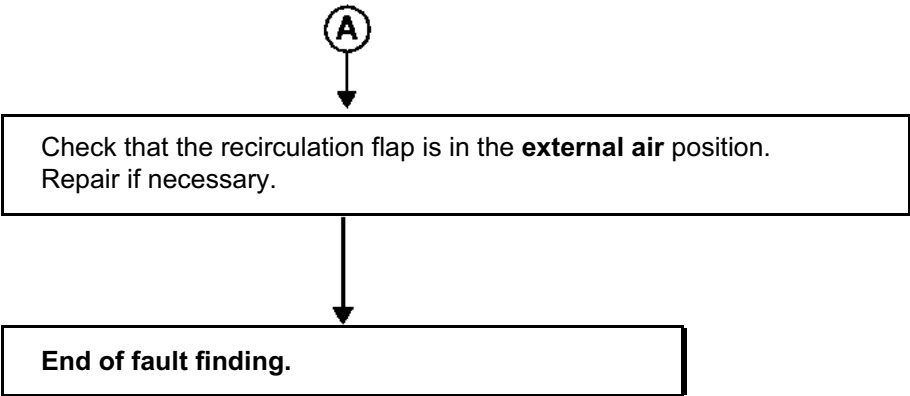 A
Check that the recirculation flap is in the external air position.
Repair if necessary.
End of fault finding.